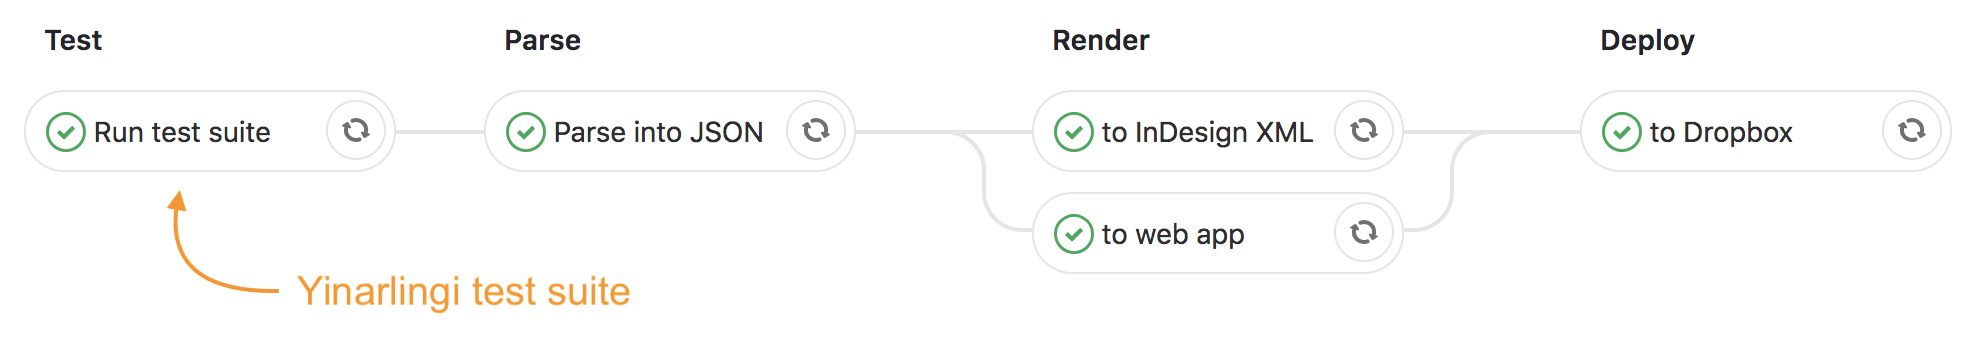 Test
Parse
Render
Deploy
Run test suite
Parse into JSON
to InDesign XML
to Dropbox
to web app
Yinarlingi test suite